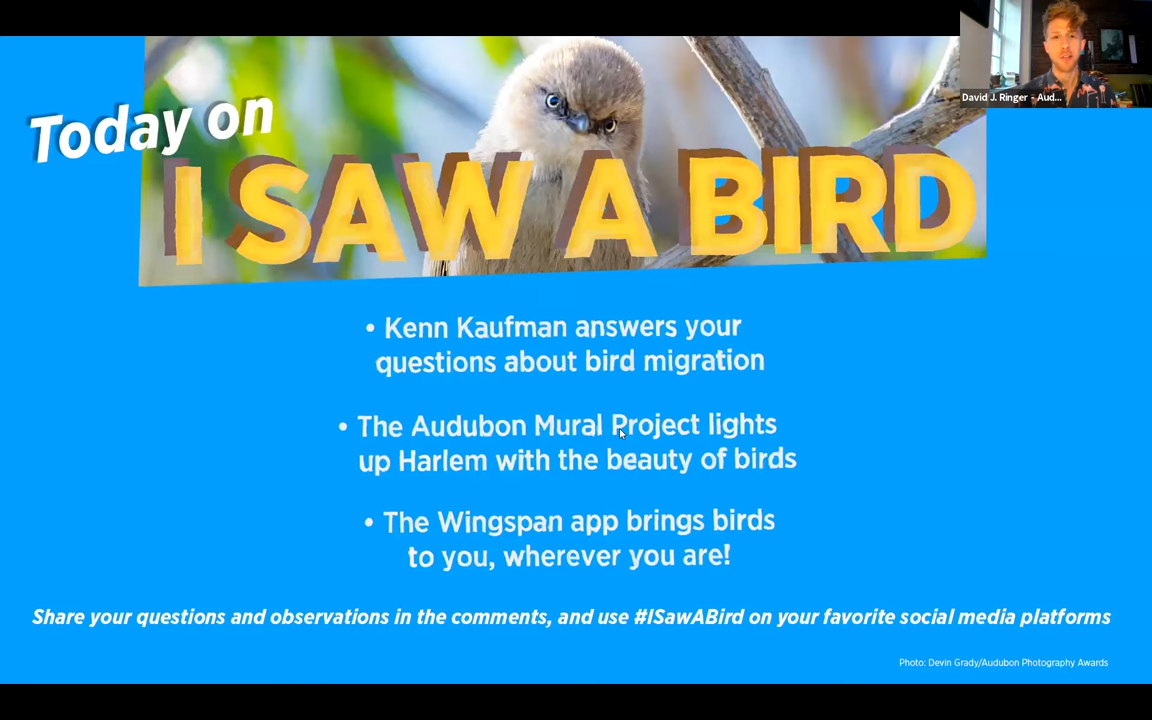 Today on
I SAW A BIRD
David J. Ringer - Aud...
• Kenn Kaufman answers your
questions about bird migration
• The Audubon Mural Project lights
up Harlem with the beauty of birds
• The Wingspan app brings birds
to you, wherever you are!
Share your questions and observations in the comments, and use #ISawABird on your favorite social media platforms
Photo: Devin Grady/Audubon Photography Awards